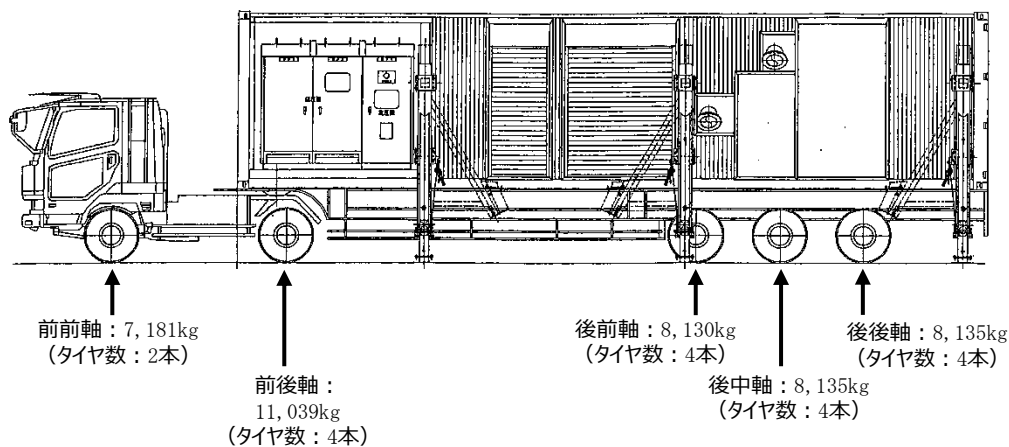 前前軸：7,181kg
（タイヤ数：2本）
前後軸：
11,039kg
（タイヤ数：4本）
後前軸：8,130kg
（タイヤ数：4本）
後中軸：8,135kg
（タイヤ数：4本）
後後軸：8,135kg
（タイヤ数：4本）